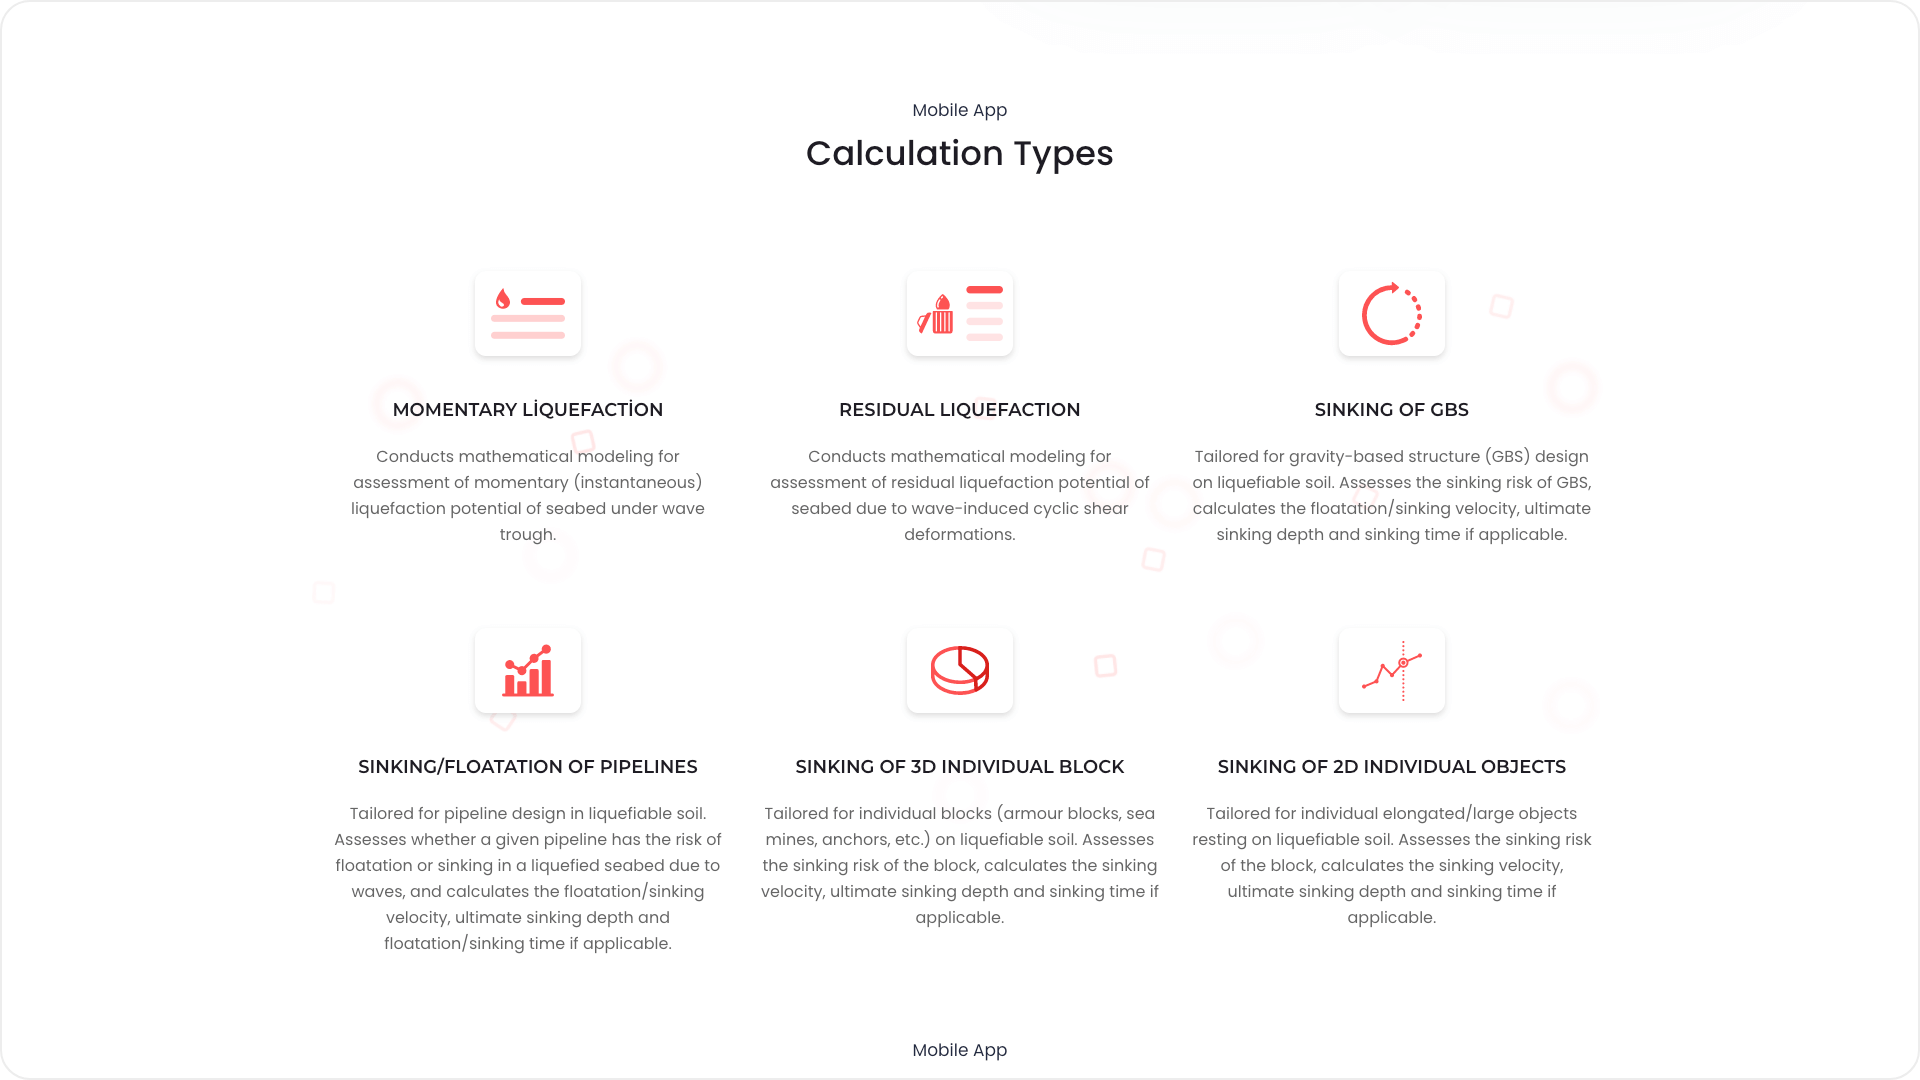 Mobile App
Calculation Types
MOMENTARY LİQUEFACTİON
Conducts mathematical modeling for
assessment of momentary (instantaneous)
liquefaction potential of seabed under wave
trough.
RESIDUAL LIQUEFACTION
Conducts mathematical modeling for
assessment of residual liquefaction potential of
seabed due to wave-induced cyclic shear
deformations.
SINKING OF GBS
Tailored for gravity-based structure (GBS) design
on liquefiable soil. Assesses the sinking risk of GBS,
calculates the floatation/sinking velocity, ultimate
sinking depth and sinking time if applicable.
SINKING/FLOATATION OF PIPELINES
Tailored for pipeline design in liquefiable soil.
Assesses whether a given pipeline has the risk of
floatation or sinking in a liquefied seabed due to
waves, and calculates the floatation/sinking
velocity, ultimate sinking depth and
floatation/sinking time if applicable.
SINKING OF 3D INDIVIDUAL BLOCK
Tailored for individual blocks (armour blocks, sea
mines, anchors, etc.) on liquefiable soil. Assesses
the sinking risk of the block, calculates the sinking
velocity, ultimate sinking depth and sinking time if
applicable.
SINKING OF 2D INDIVIDUAL OBJECTS
Tailored for individual elongated/large objects
resting on liquefiable soil. Assesses the sinking risk
of the block, calculates the sinking velocity,
ultimate sinking depth and sinking time if
applicable.
Mobile App